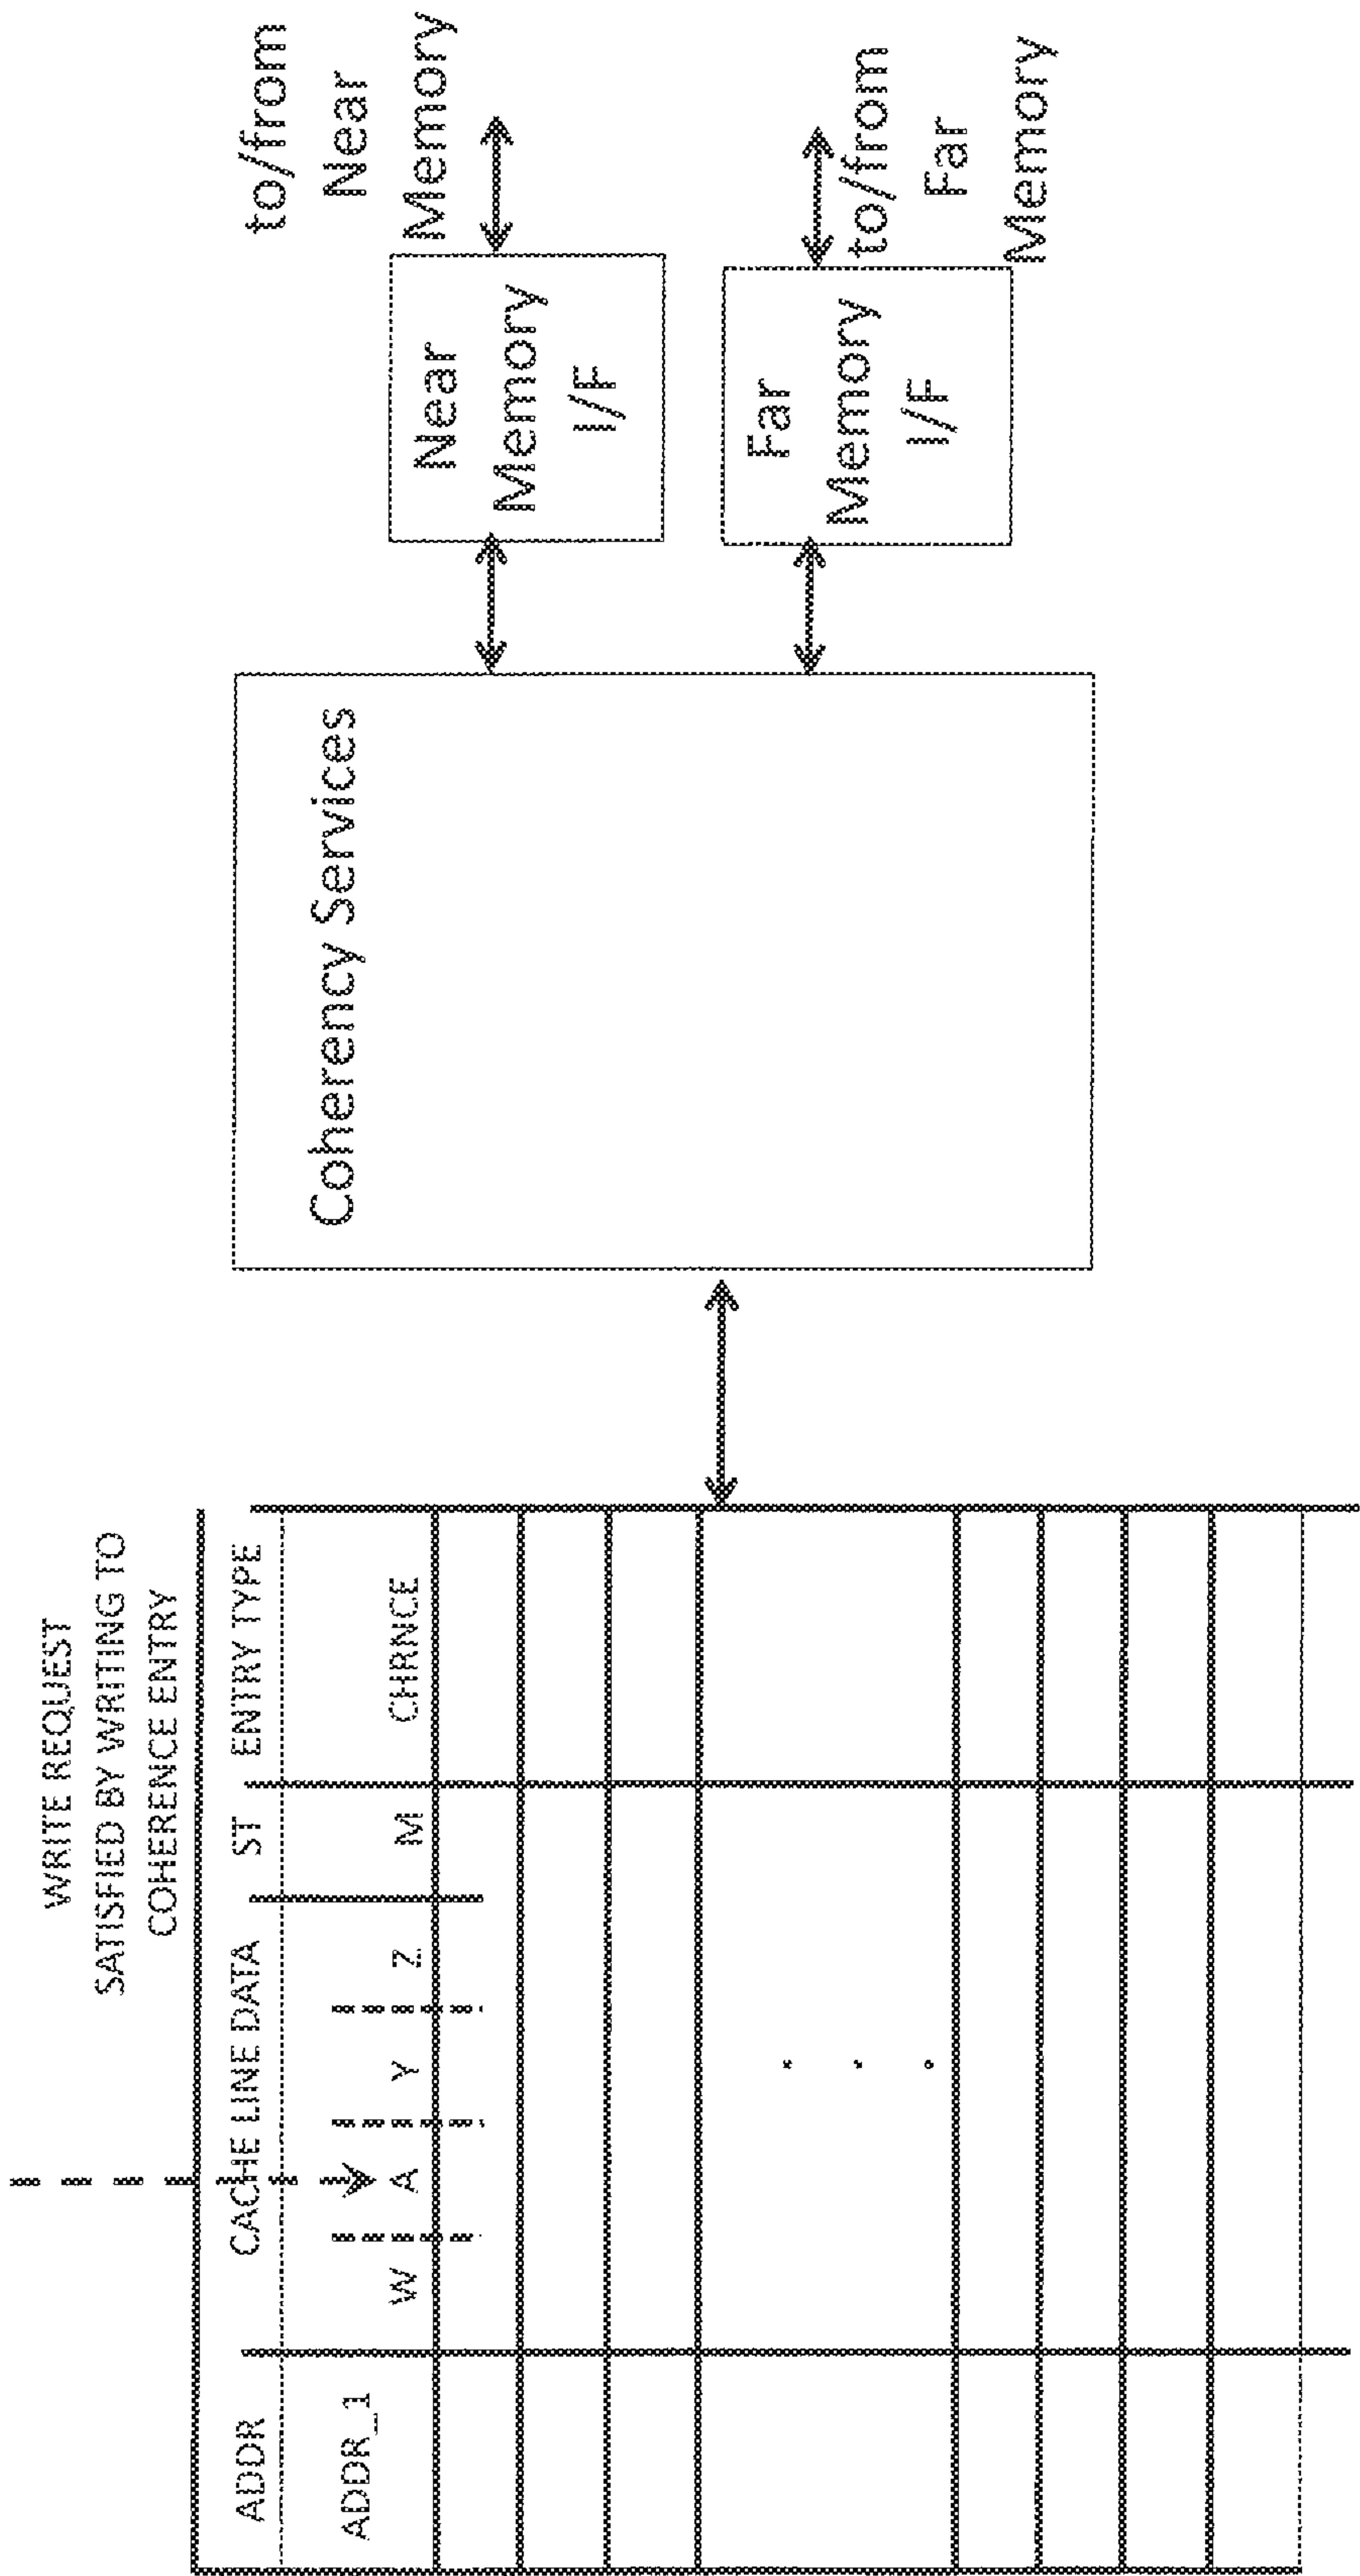 WRITE REQUEST
SATISFIED BY WRITING TO
COHERENCE ENTRY
ADDR CACHE LINE DATA ST ENTRY TYPE
ADDR_1 W A Y Z M CHRNCE
. . .
Coherency Services
Near
Memory
I/F
to/from
Near
Memory
Far
Memory
I/F
to/from
Far
Memory